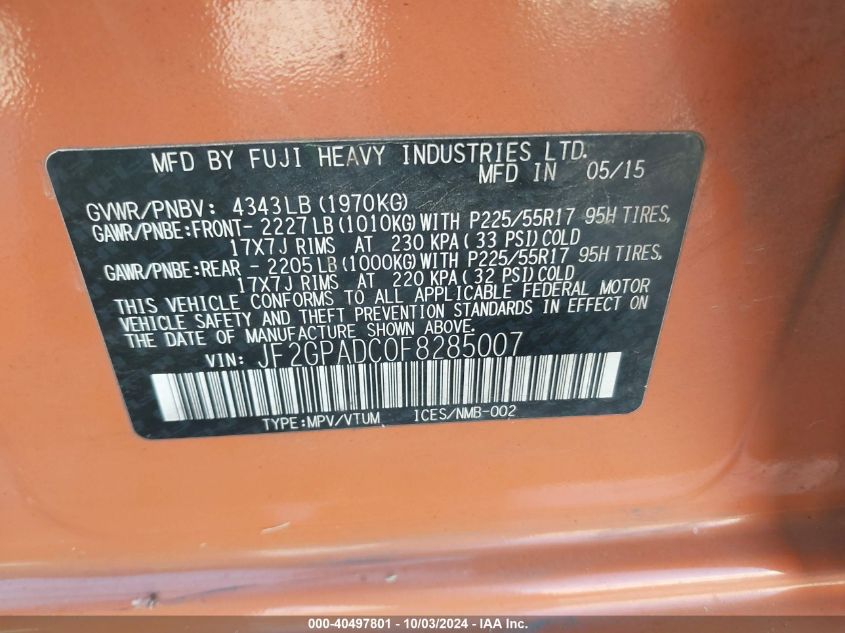 MFD BY FUJI HEAVY INDUSTRIES LTD.
MFD IN 05/15
GVWR/PNBV: 4343LB (1970KG)
GAWR/PNBE:FRONT- 2227LB (1010KG) WITH P225/55R17 95H TIRES,
17X7J RIMS AT 230 KPA (33 PSI) COLD
GAWR/PNBE:REAR - 2205LB (1000KG) WITH P225/55R17 95H TIRES,
17X7J RIMS AT 220 KPA (32 PSI) COLD
THIS VEHICLE CONFORMS TO ALL APPLICABLE FEDERAL MOTOR
VEHICLE SAFETY AND THEFT PREVENTION STANDARDS IN EFFECT ON
THE DATE OF MANUFACTURE.
VIN: JF2GPADC0F8285007
TYPE:MPV/VTUM ICES/NMB-002
000-40497801 - 10/03/2024 - IAA Inc.